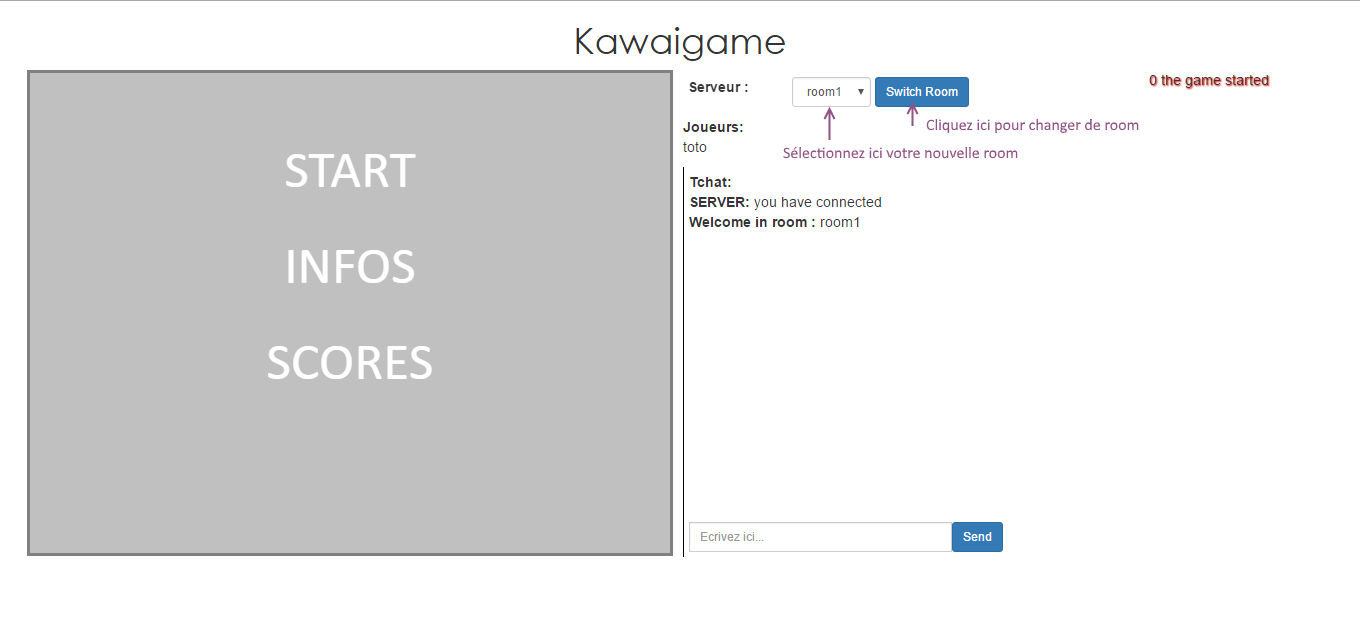 Kawaigame
START
INFOS
SCORES
Serveur :
room1
Switch Room
0 the game started
Cliquez ici pour changer de room
Joueurs:
toto
Sélectionnez ici votre nouvelle room
Tchat:
SERVER: you have connected
Welcome in room : room1
Ecrivez ici...
Send